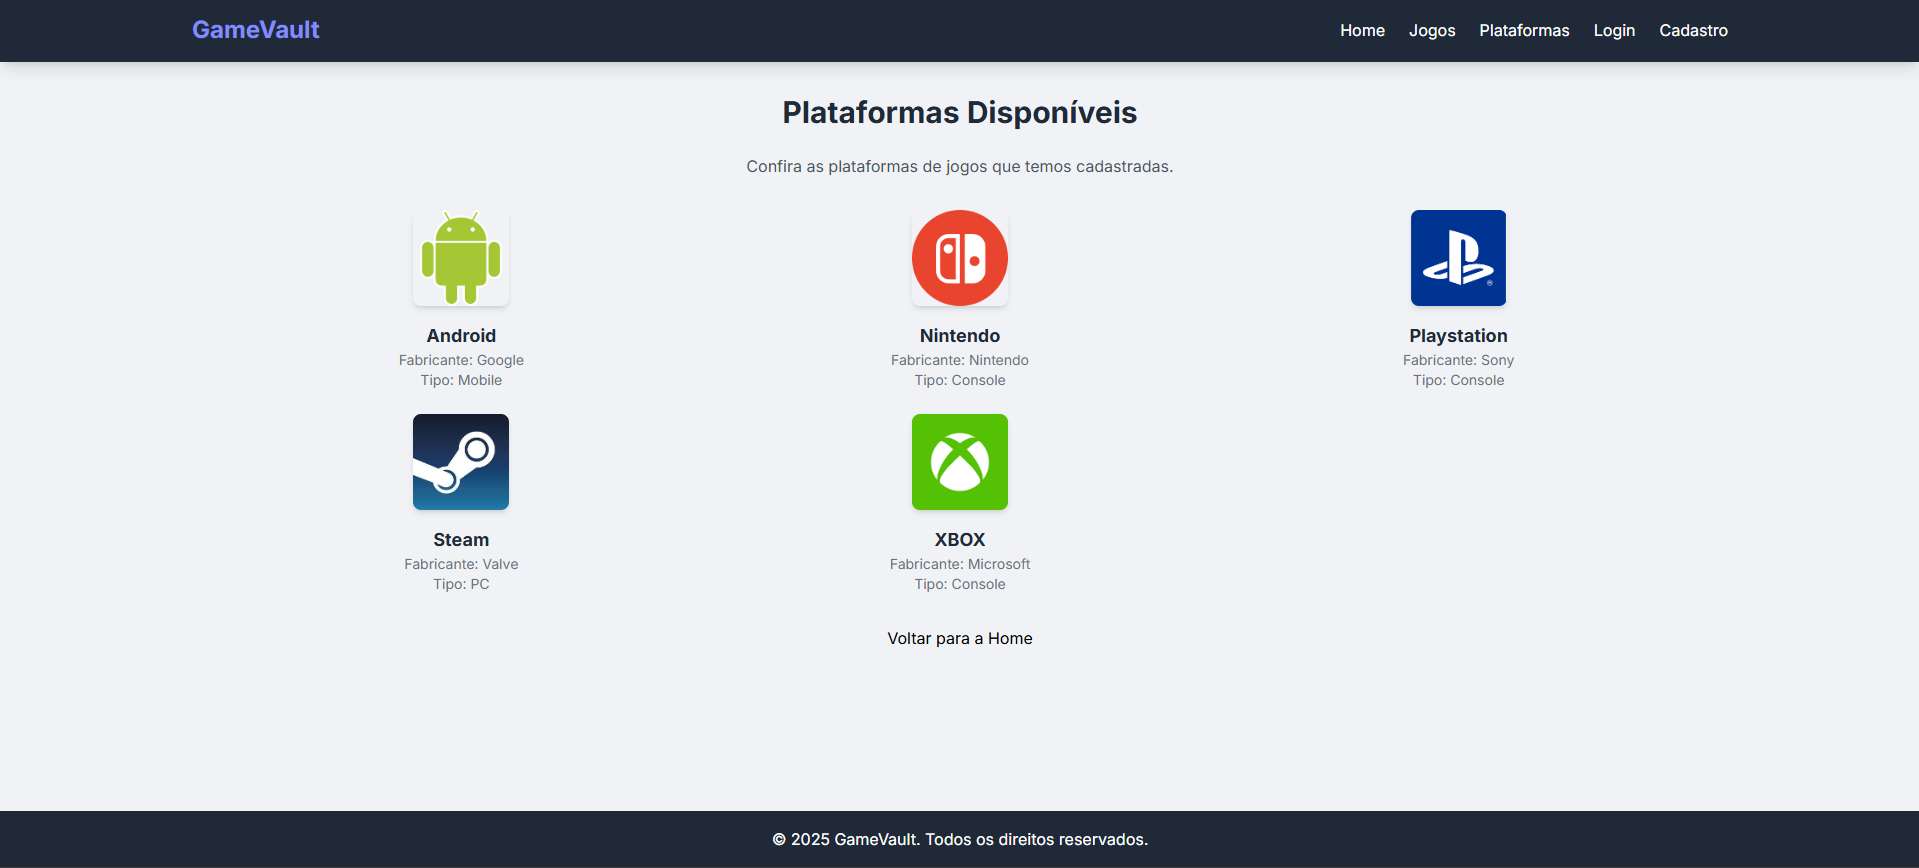 GameVault
Home Jogos Plataformas Login Cadastro
Plataformas Disponíveis
Confira as plataformas de jogos que temos cadastradas.
Android
Fabricante: Google
Tipo: Mobile
Nintendo
Fabricante: Nintendo
Tipo: Console
Playstation
Fabricante: Sony
Tipo: Console
Steam
Fabricante: Valve
Tipo: PC
XBOX
Fabricante: Microsoft
Tipo: Console
Voltar para a Home
© 2025 GameVault. Todos os direitos reservados.